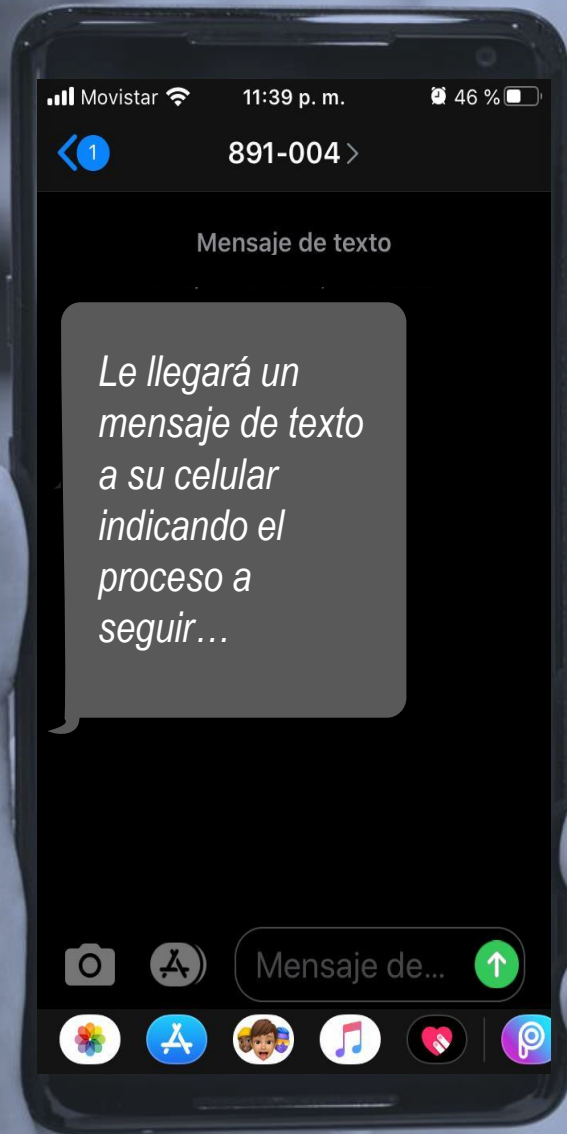 Movistar 11:39 p. m. 46 %
1 891-004
Mensaje de texto
Le llegará un
mensaje de texto
a su celular
indicando el
proceso a
seguir…
Mensaje de...